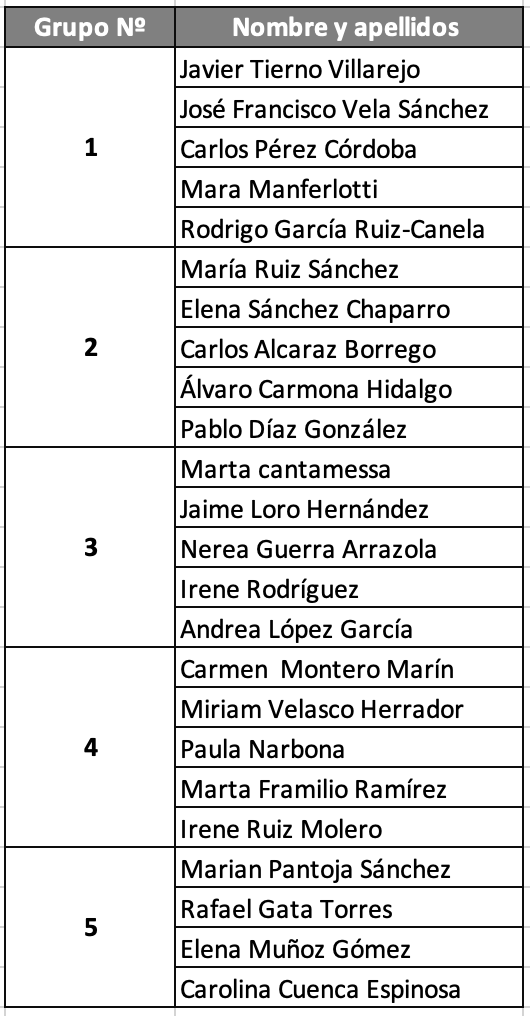 Grupo Nº Nombre y apellidos
Javier Tierno Villarejo
José Francisco Vela Sánchez
1 Carlos Pérez Córdoba
Mara Manferlotti
Rodrigo García Ruiz-Canela
María Ruiz Sánchez
Elena Sánchez Chaparro
2 Carlos Alcaraz Borrego
Álvaro Carmona Hidalgo
Pablo Díaz González
Marta cantamessa
Jaime Loro Hernández
3 Nerea Guerra Arrazola
Irene Rodríguez
Andrea López García
Carmen  Montero Marín
Miriam Velasco Herrador
4 Paula Narbona
Marta Framilio Ramírez
Irene Ruiz Molero
Marian Pantoja Sánchez
Rafael Gata Torres
5
Elena Muñoz Gómez
Carolina Cuenca Espinosa